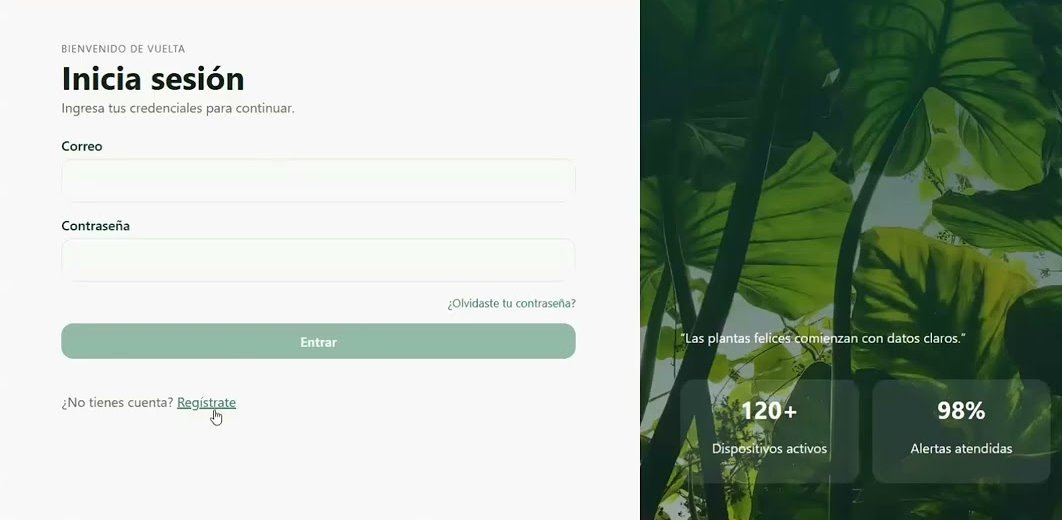 BIENVENIDO DE VUELTA
Inicia sesión
Ingresa tus credenciales para continuar.
Correo
Contraseña
¿Olvidaste tu contraseña?
Entrar
¿No tienes cuenta? Regístrate
“Las plantas felices comienzan con datos claros.”
120+
Dispositivos activos
98%
Alertas atendidas